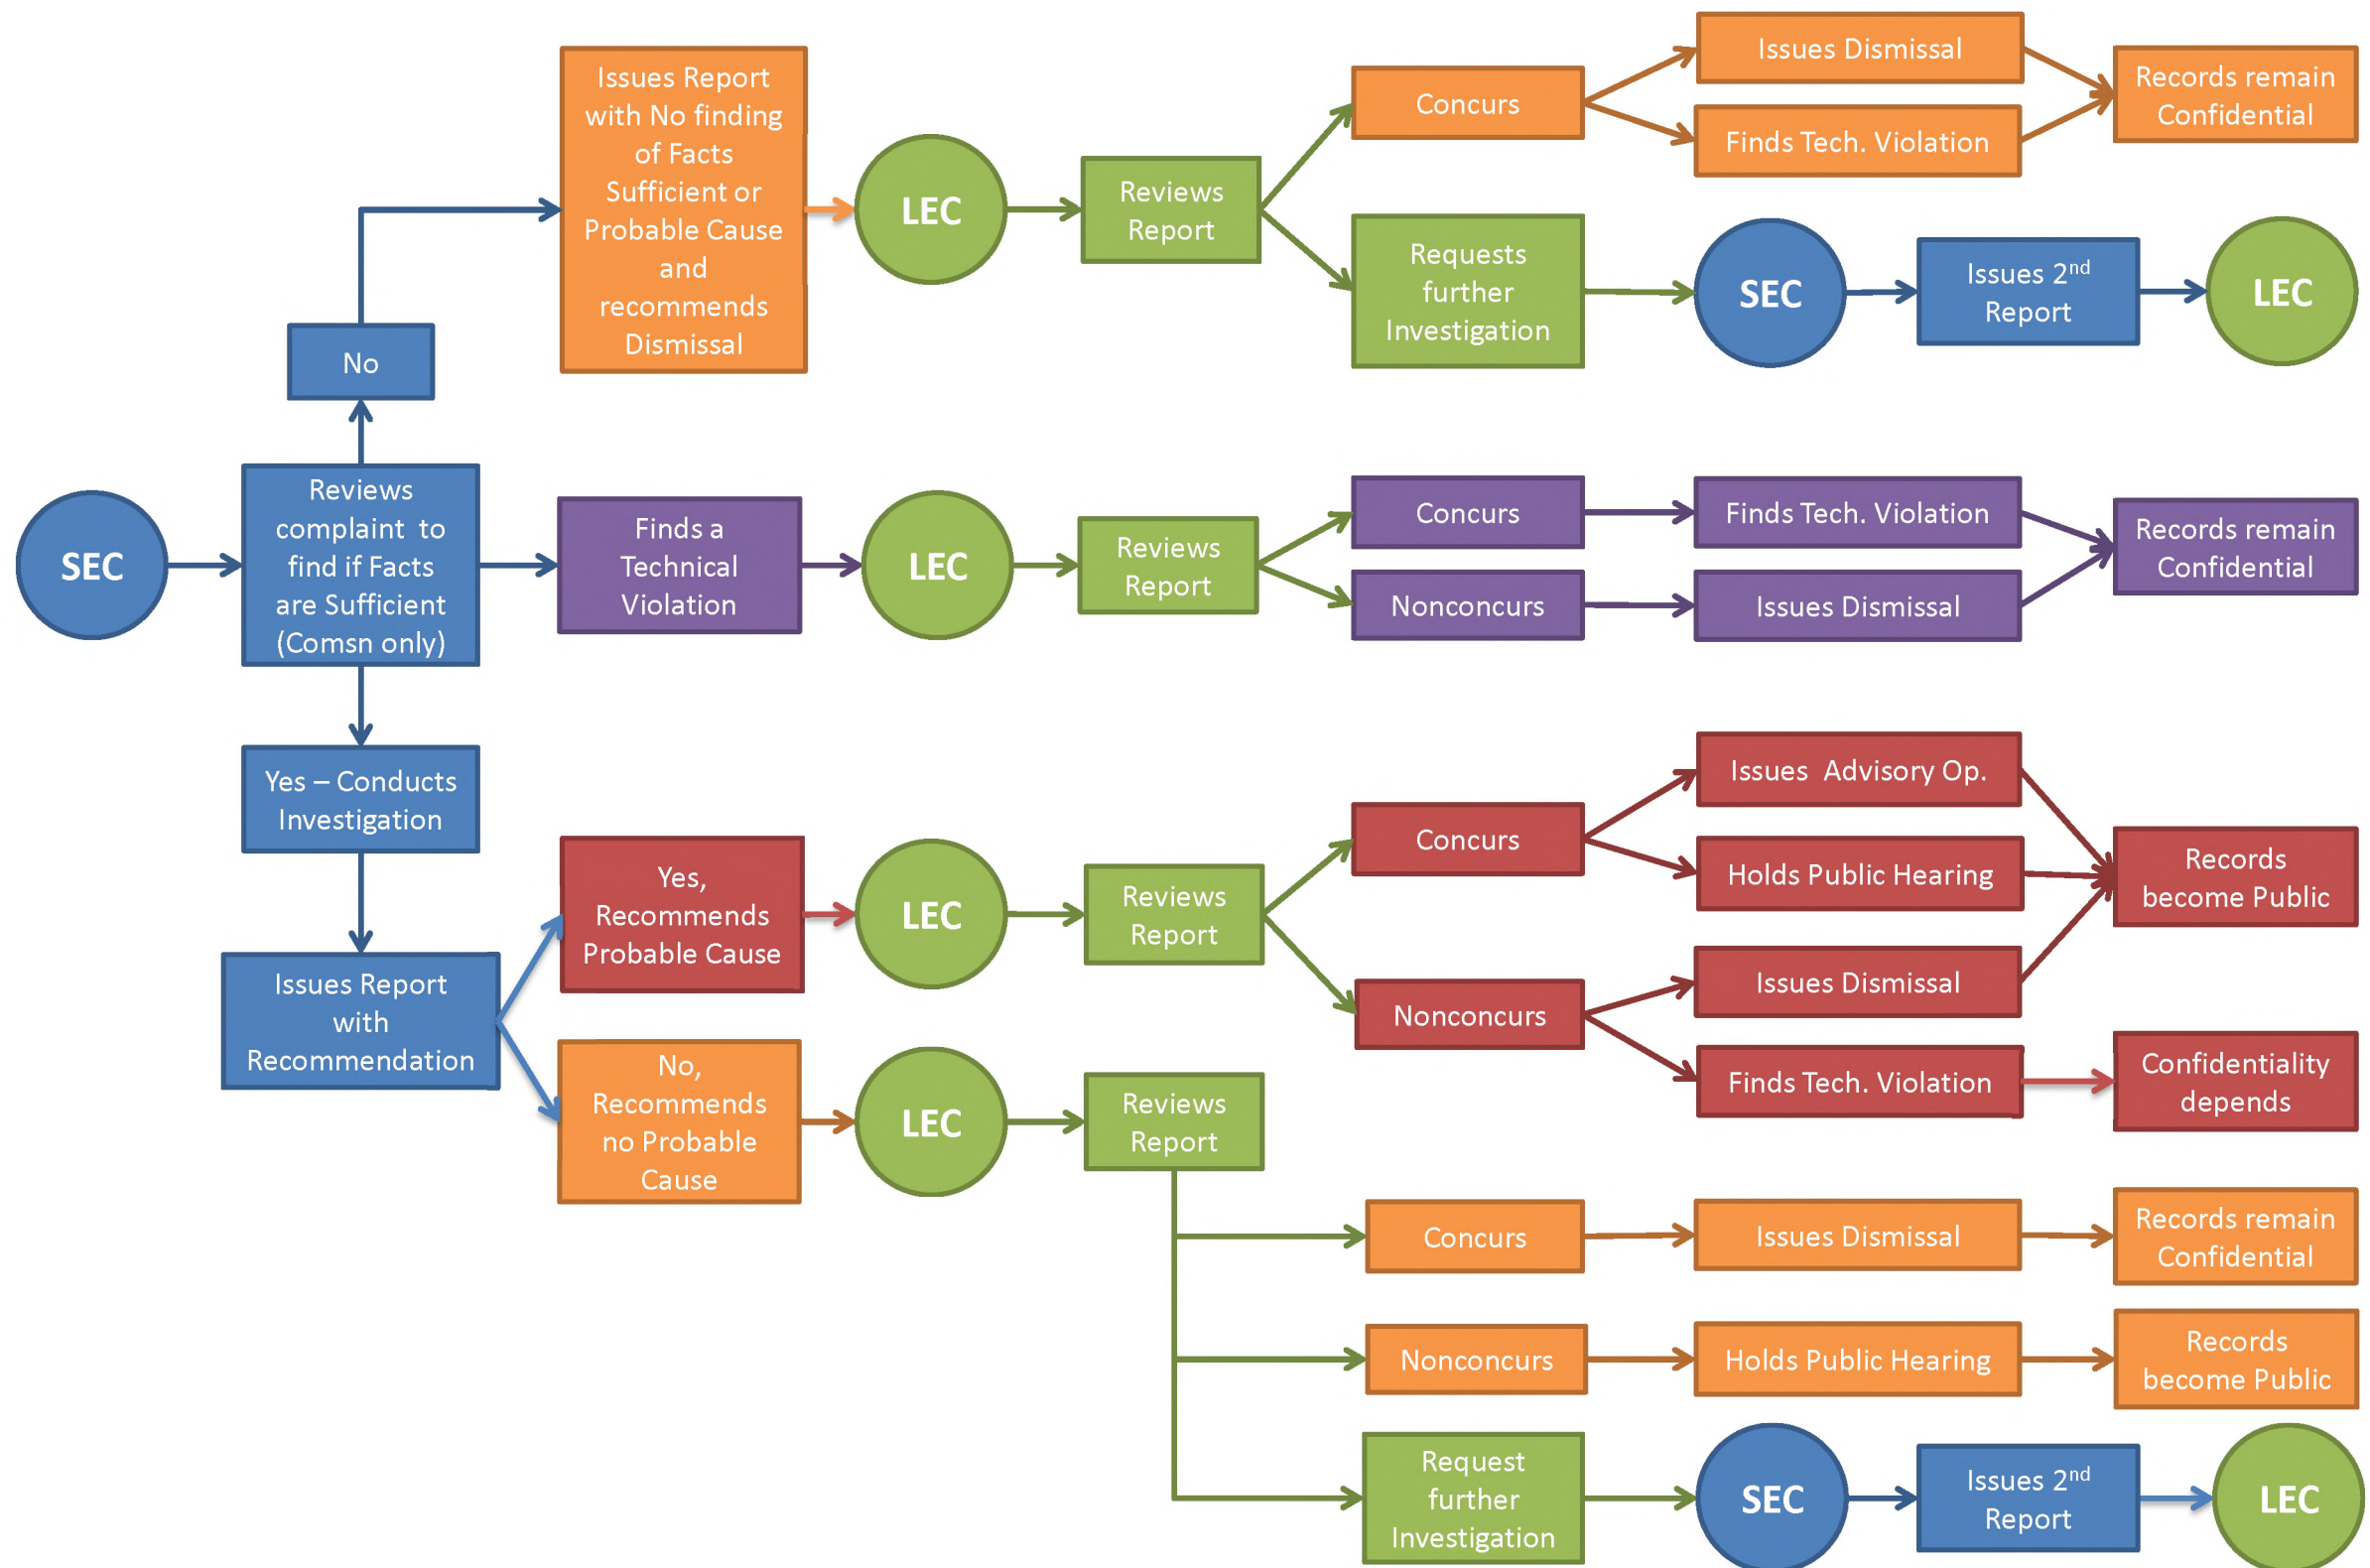 Issues Report
with No finding
of Facts
Sufficient or
Probable Cause
and
recommends
Dismissal
LEC
Reviews
Report
Concurs
Issues Dismissal
Finds Tech. Violation
Records remain
Confidential
Requests
further
Investigation
SEC
Issues 2nd
Report
LEC
No
SEC
Reviews
complaint to
find if Facts
are Sufficient
(Comsn only)
Finds a
Technical
Violation
LEC
Reviews
Report
Concurs
Finds Tech. Violation
Nonconcurs
Issues Dismissal
Records remain
Confidential
Yes – Conducts
Investigation
Issues Report
with
Recommendation
Yes,
Recommends
Probable Cause
LEC
Reviews
Report
Concurs
Issues Advisory Op.
Holds Public Hearing
Records
become Public
Nonconcurs
Issues Dismissal
Finds Tech. Violation
Confidentiality
depends
No,
Recommends
no Probable
Cause
LEC
Reviews
Report
Concurs
Issues Dismissal
Records remain
Confidential
Nonconcurs
Holds Public Hearing
Records
become Public
Request
further
Investigation
SEC
Issues 2nd
Report
LEC